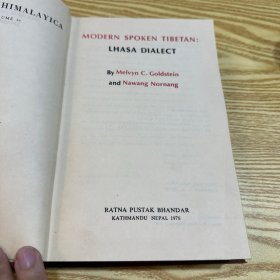 HIMALAYICA
MODERN SPOKEN TIBETAN:
LHASA DIALECT
By Melvyn C. Goldstein
and Nawang Nornang
RATNA PUSTAK BHANDAR
KATHMANDU NEPAL 1978